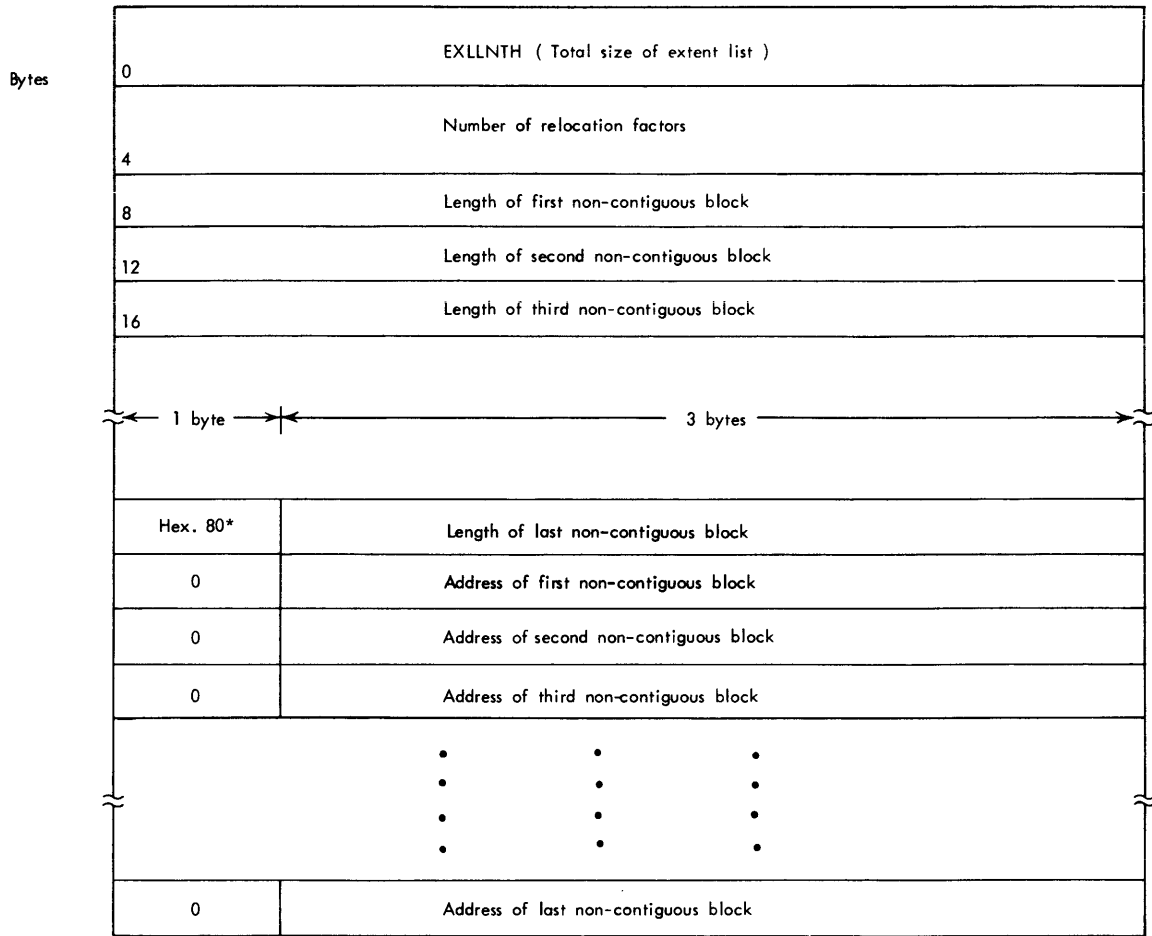 EXLLNTH ( Total size of extent list )
Bytes
0
Number of relocation factors
4
Length of first non-contiguous block
8
Length of second non-contiguous block
12
Length of third non-contiguous block
16
1 byte
3 bytes
Hex. 80*
Length of last non-contiguous block
0
Address of first non-contiguous block
0
Address of second non-contiguous block
0
Address of third non-contiguous block
0
Address of last non-contiguous block